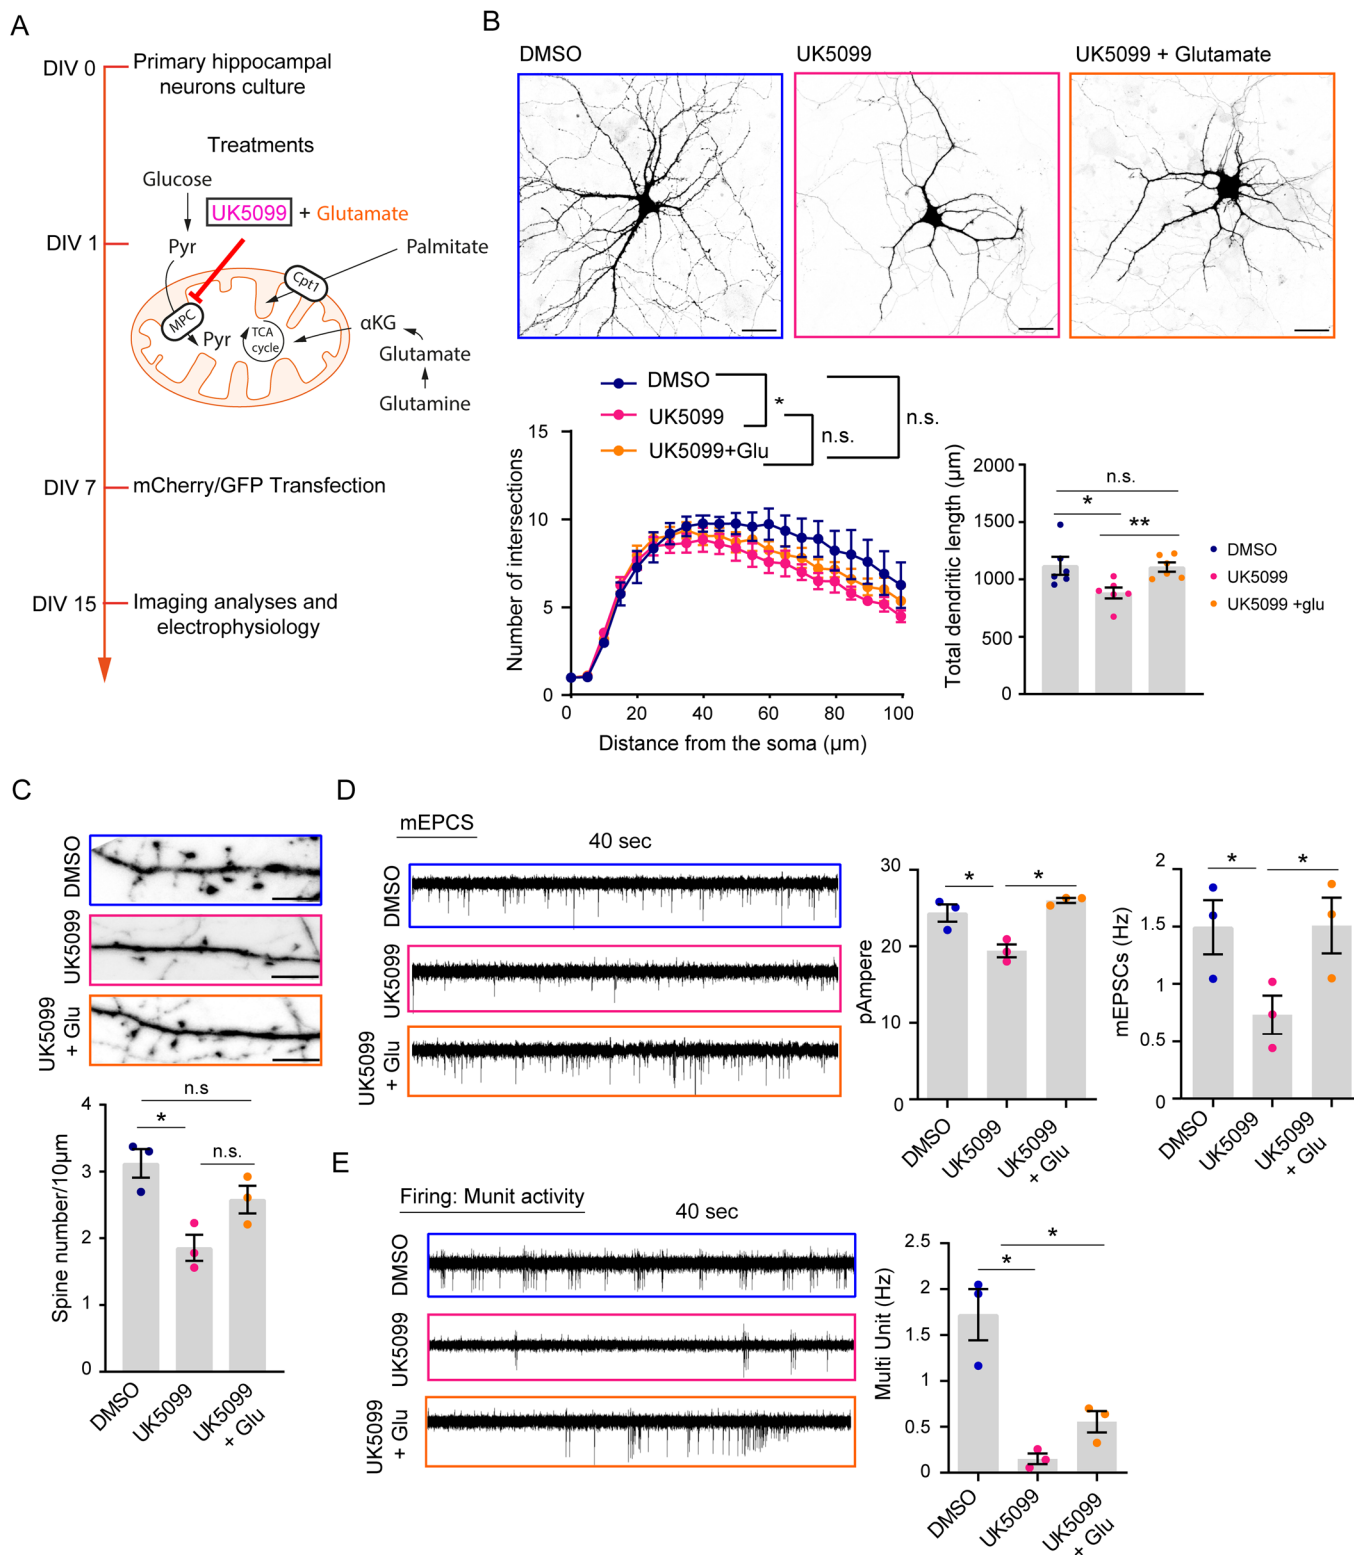 A
DIV 0
Primary hippocampal
neurons culture
Treatments
Glucose
UK5099 + Glutamate
DIV 1
Pyr
Palmitate
Cpt1
MPC
Pyr
TCA
cycle
αKG
Glutamate
Glutamine
DIV 7
mCherry/GFP Transfection
DIV 15
Imaging analyses and
electrophysiology
B
DMSO
UK5099
UK5099 + Glutamate
DMSO
UK5099
UK5099+Glu
*
n.s.
n.s.
Number of intersections
15
10
5
0
0 20 40 60 80 100
Distance from the soma (µm)
Total dendritic length (µm)
2000
1500
1000
500
0
n.s.
*
**
DMSO
UK5099
UK5099 +glu
C
DMSO
UK5099
UK5099
+ Glu
Spine number/10µm
4
3
2
1
0
n.s
*
n.s.
DMSO
UK5099
UK5099
+ Glu
D
mEPCS
40 sec
DMSO
UK5099
UK5099
+ Glu
pAmpere
30
20
10
0
*
*
DMSO
UK5099
UK5099
+ Glu
mEPSCs (Hz)
2
1.5
1
0.5
0
*
*
DMSO
UK5099
UK5099
+ Glu
E
Firing: Munit activity
40 sec
DMSO
UK5099
UK5099
+ Glu
Multi Unit (Hz)
2.5
2
1.5
1
0.5
0
*
*
DMSO
UK5099
UK5099
+ Glu